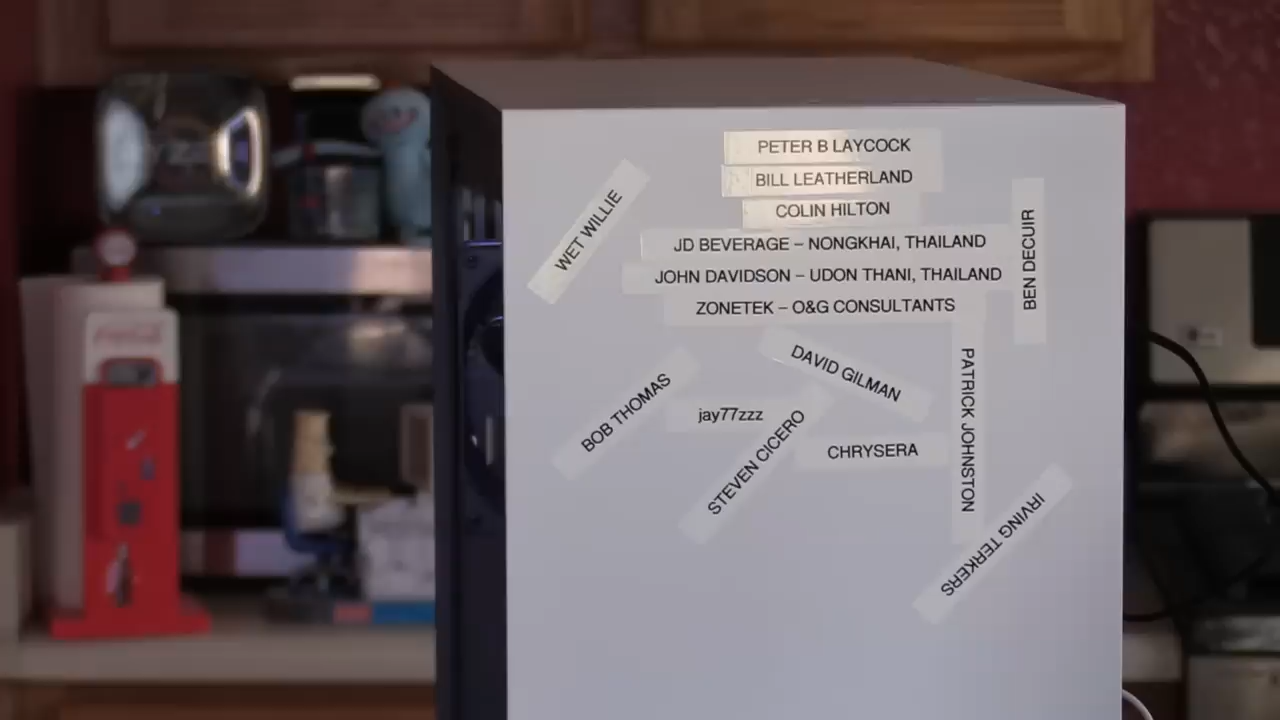 PETER B LAYCOCK
BILL LEATHERLAND
COLIN HILTON
WET WILLIE
JD BEVERAGE – NONGKHAI, THAILAND
JOHN DAVIDSON – UDON THANI, THAILAND
BEN DECUIR
ZONETEK – O&G CONSULTANTS
DAVID GILMAN
BOB THOMAS
jay77zzz
PATRICK JOHNSTON
STEVEN CICERO
CHRYSERA
IRVING TERKERS